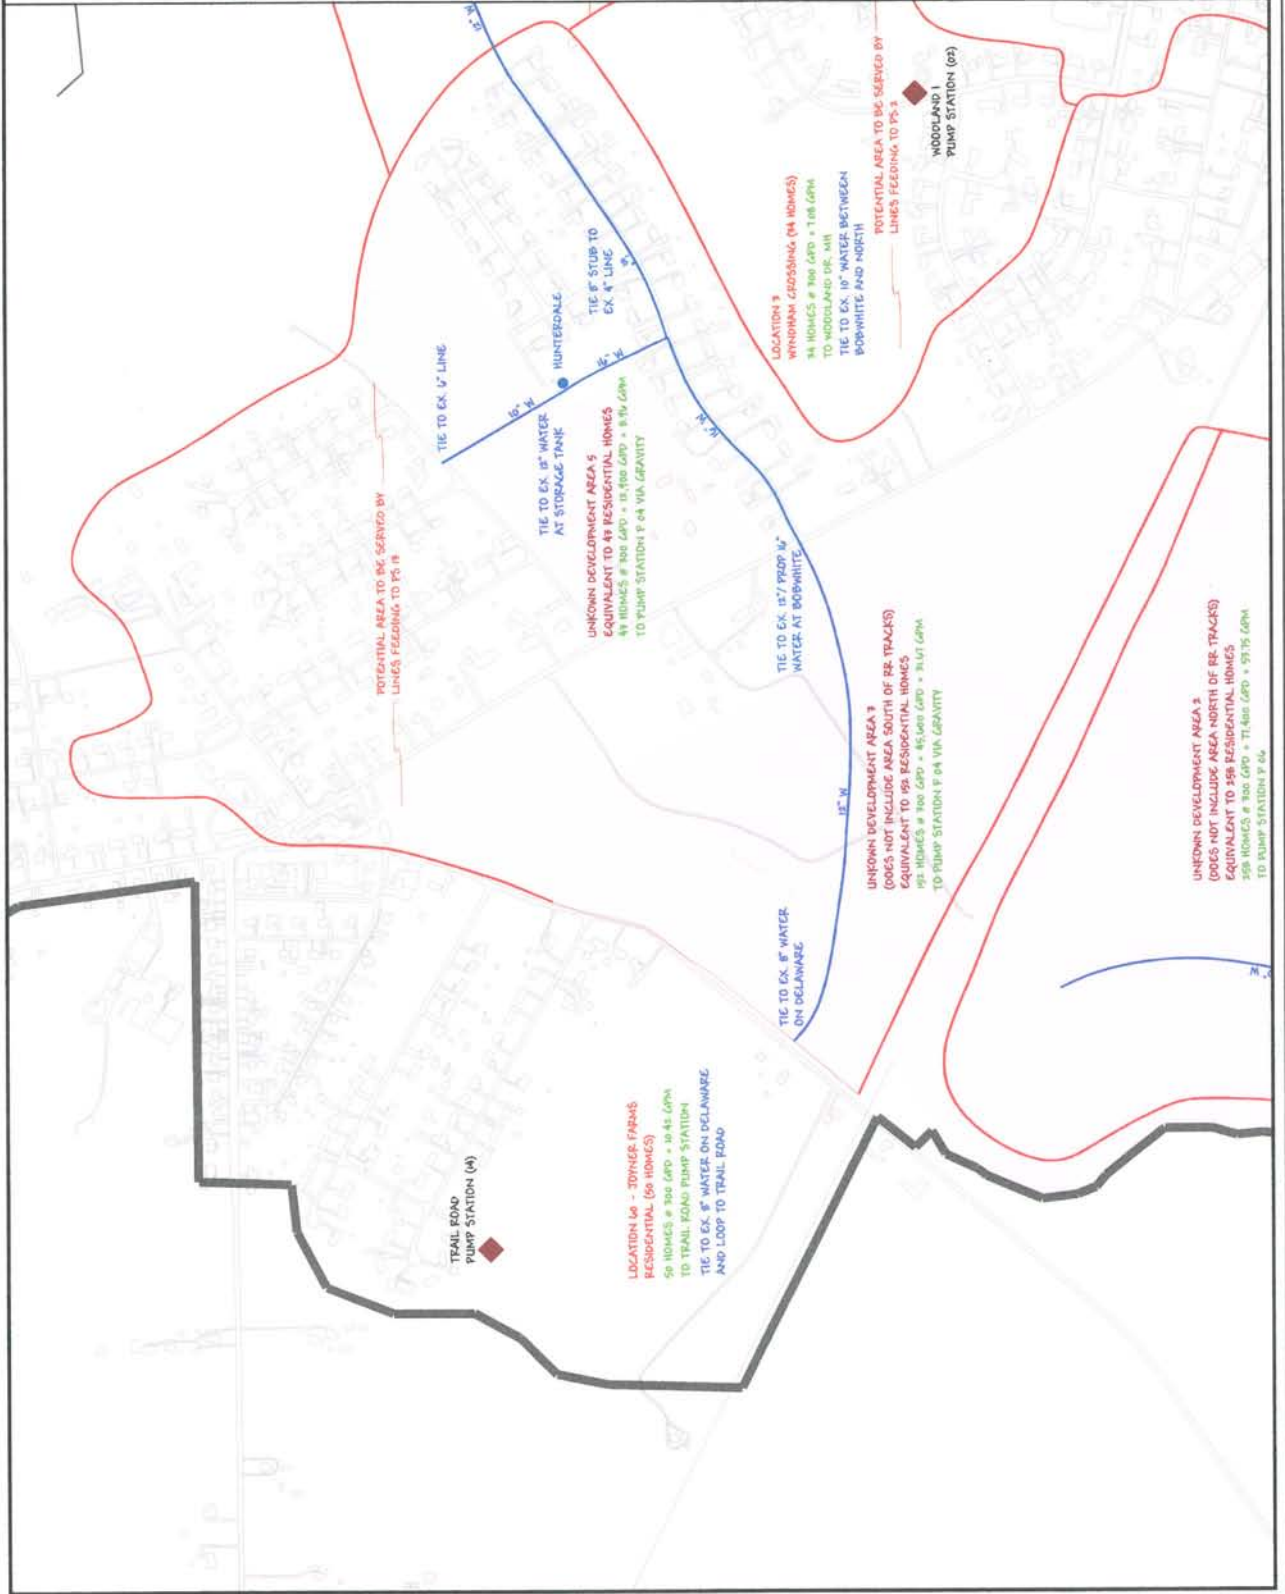 12" W
POTENTIAL AREA TO BE SERVED BY
LINES FEEDING TO PS 2
WOODLAND 1
PUMP STATION (02)
LOCATION 3
WYNDHAM CROSSING (34 HOMES)
34 HOMES @ 300 GPD = 7.08 GPM
TO WOODLAND DR. MH
TIE TO EX. 10" WATER BETWEEN
BOBWHITE AND NORTH
TIE 8" STUB TO
EX. 4" LINE
HUNTERDALE
TIE TO EX. 6" LINE
TIE TO EX. 12" WATER
AT STORAGE TANK
UNKOWN DEVELOPMENT AREA 5
EQUIVALENT TO 43 RESIDENTIAL HOMES
43 HOMES @ 300 GPD = 12,900 GPD = 8.96 GPM
TO PUMP STATION P 04 VIA GRAVITY
16" W
POTENTIAL AREA TO BE SERVED BY
LINES FEEDING TO PS 13
TIE TO EX. 12"/ PROP 16"
WATER AT BOBWHITE
12" W
UNKOWN DEVELOPMENT AREA 3
(DOES NOT INCLUDE AREA SOUTH OF RR TRACKS)
EQUIVALENT TO 152 RESIDENTIAL HOMES
152 HOMES @ 300 GPD = 45,600 GPD = 31.67 GPM
TO PUMP STATION P 04 VIA GRAVITY
UNKOWN DEVELOPMENT AREA 2
(DOES NOT INCLUDE AREA NORTH OF RR TRACKS)
EQUIVALENT TO 258 RESIDENTIAL HOMES
258 HOMES @ 300 GPD = 77,400 GPD = 53.75 GPM
TO PUMP STATION P 06
TIE TO EX. 8" WATER
ON DELAWARE
TRAIL ROAD
PUMP STATION (14)
LOCATION 60 - JOYNER FARMS
RESIDENTIAL (50 HOMES)
50 HOMES @ 300 GPD = 10.42 GPM
TO TRAIL ROAD PUMP STATION
TIE TO EX. 8" WATER ON DELAWARE
AND LOOP TO TRAIL ROAD